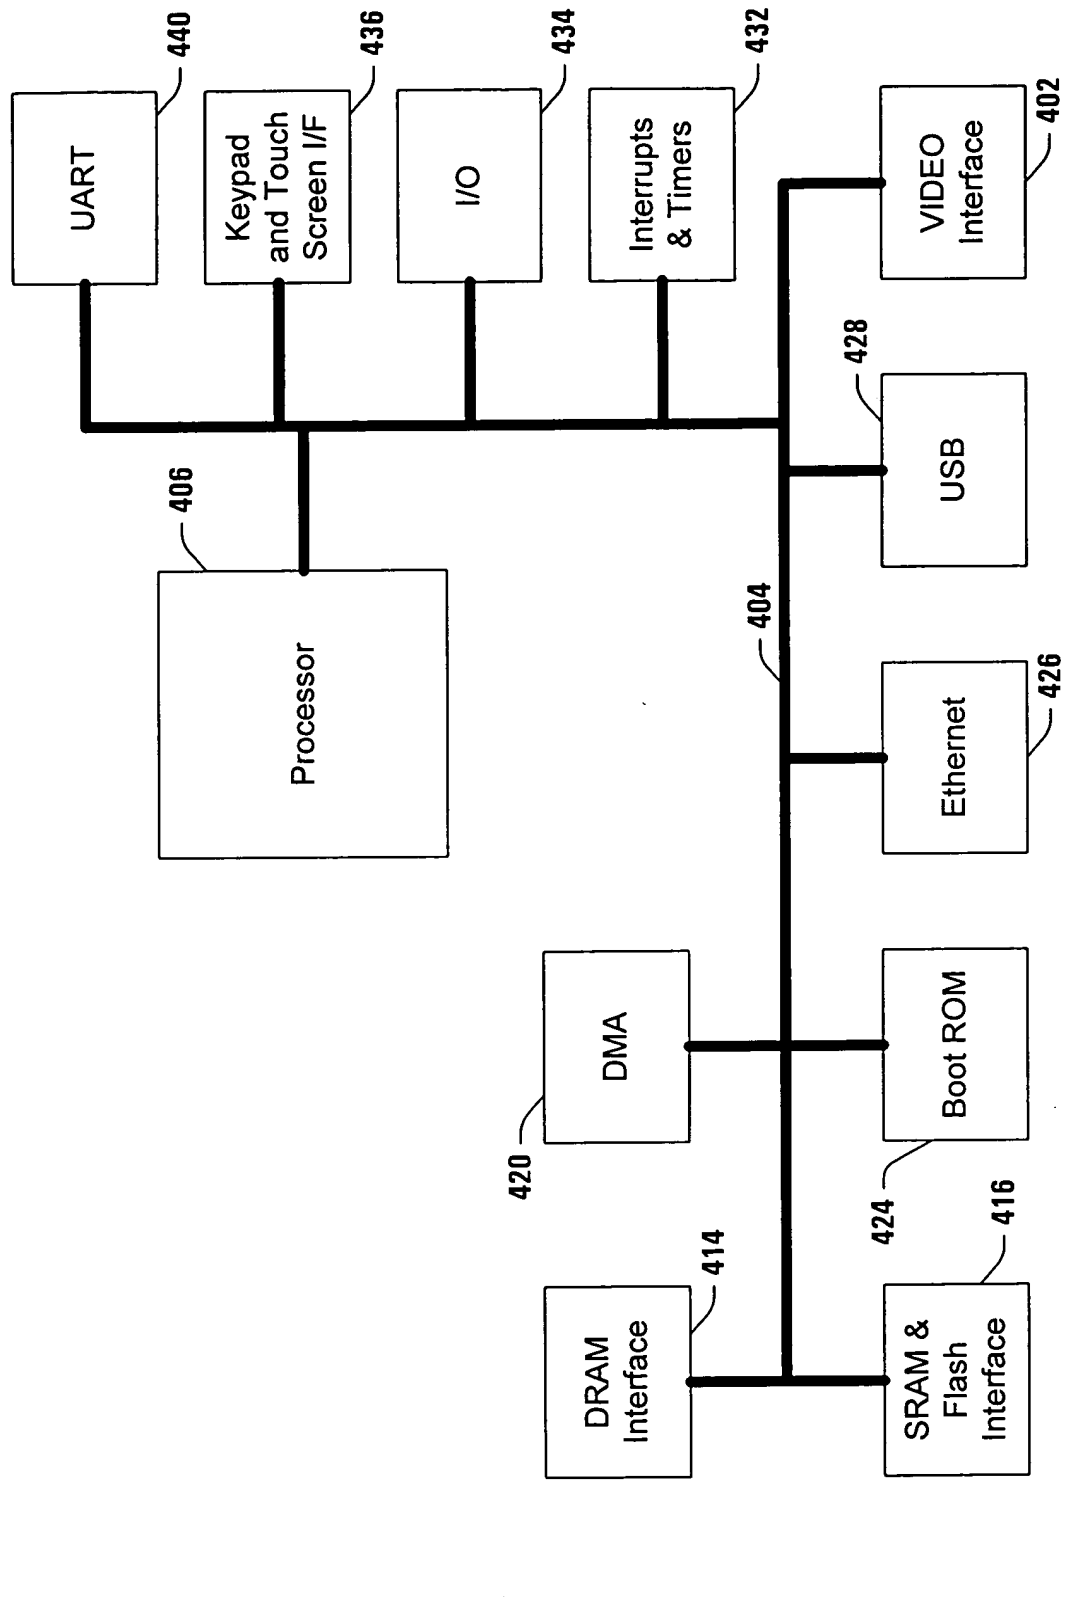 DRAM
Interface
414
SRAM &
Flash
Interface
416
DMA
420
Boot ROM
424
Processor
406
404
Ethernet
426
USB
428
UART
440
Keypad
and Touch
Screen I/F
436
I/O
434
Interrupts
& Timers
432
VIDEO
Interface
402